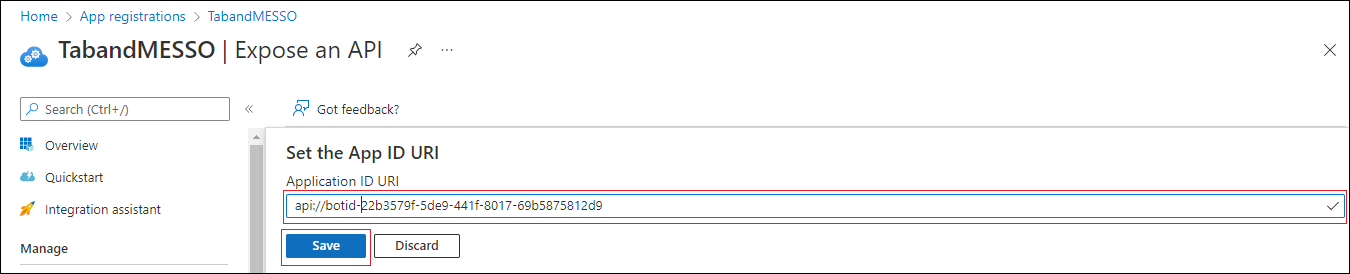 Home > App registrations > TabandMESSO
TabandMESSO | Expose an API
Search (Ctrl+/)
Got feedback?
Overview
Quickstart
Integration assistant
Manage
Set the App ID URI
Application ID URI
api://botid-22b3579f-5de9-441f-8017-69b5875812d9
Save
Discard